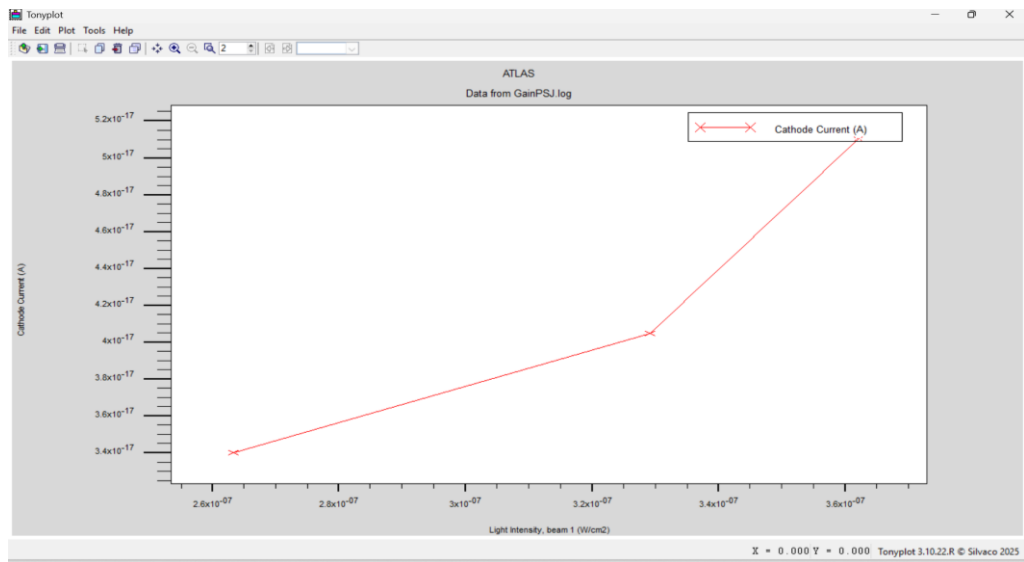 Tonyplot
File Edit Plot Tools Help
2
ATLAS
Data from GainPSJ.log
Cathode Current (A)
5.2x10⁻¹⁷
5x10⁻¹⁷
4.8x10⁻¹⁷
4.6x10⁻¹⁷
4.4x10⁻¹⁷
4.2x10⁻¹⁷
4x10⁻¹⁷
3.8x10⁻¹⁷
3.6x10⁻¹⁷
3.4x10⁻¹⁷
Cathode Current (A)
2.6x10⁻⁰⁷ 2.8x10⁻⁰⁷ 3x10⁻⁰⁷ 3.2x10⁻⁰⁷ 3.4x10⁻⁰⁷ 3.6x10⁻⁰⁷
Light Intensity, beam 1 (W/cm2)
X = 0.000 Y = 0.000 Tonyplot 3.10.22.R © Silvaco 2025